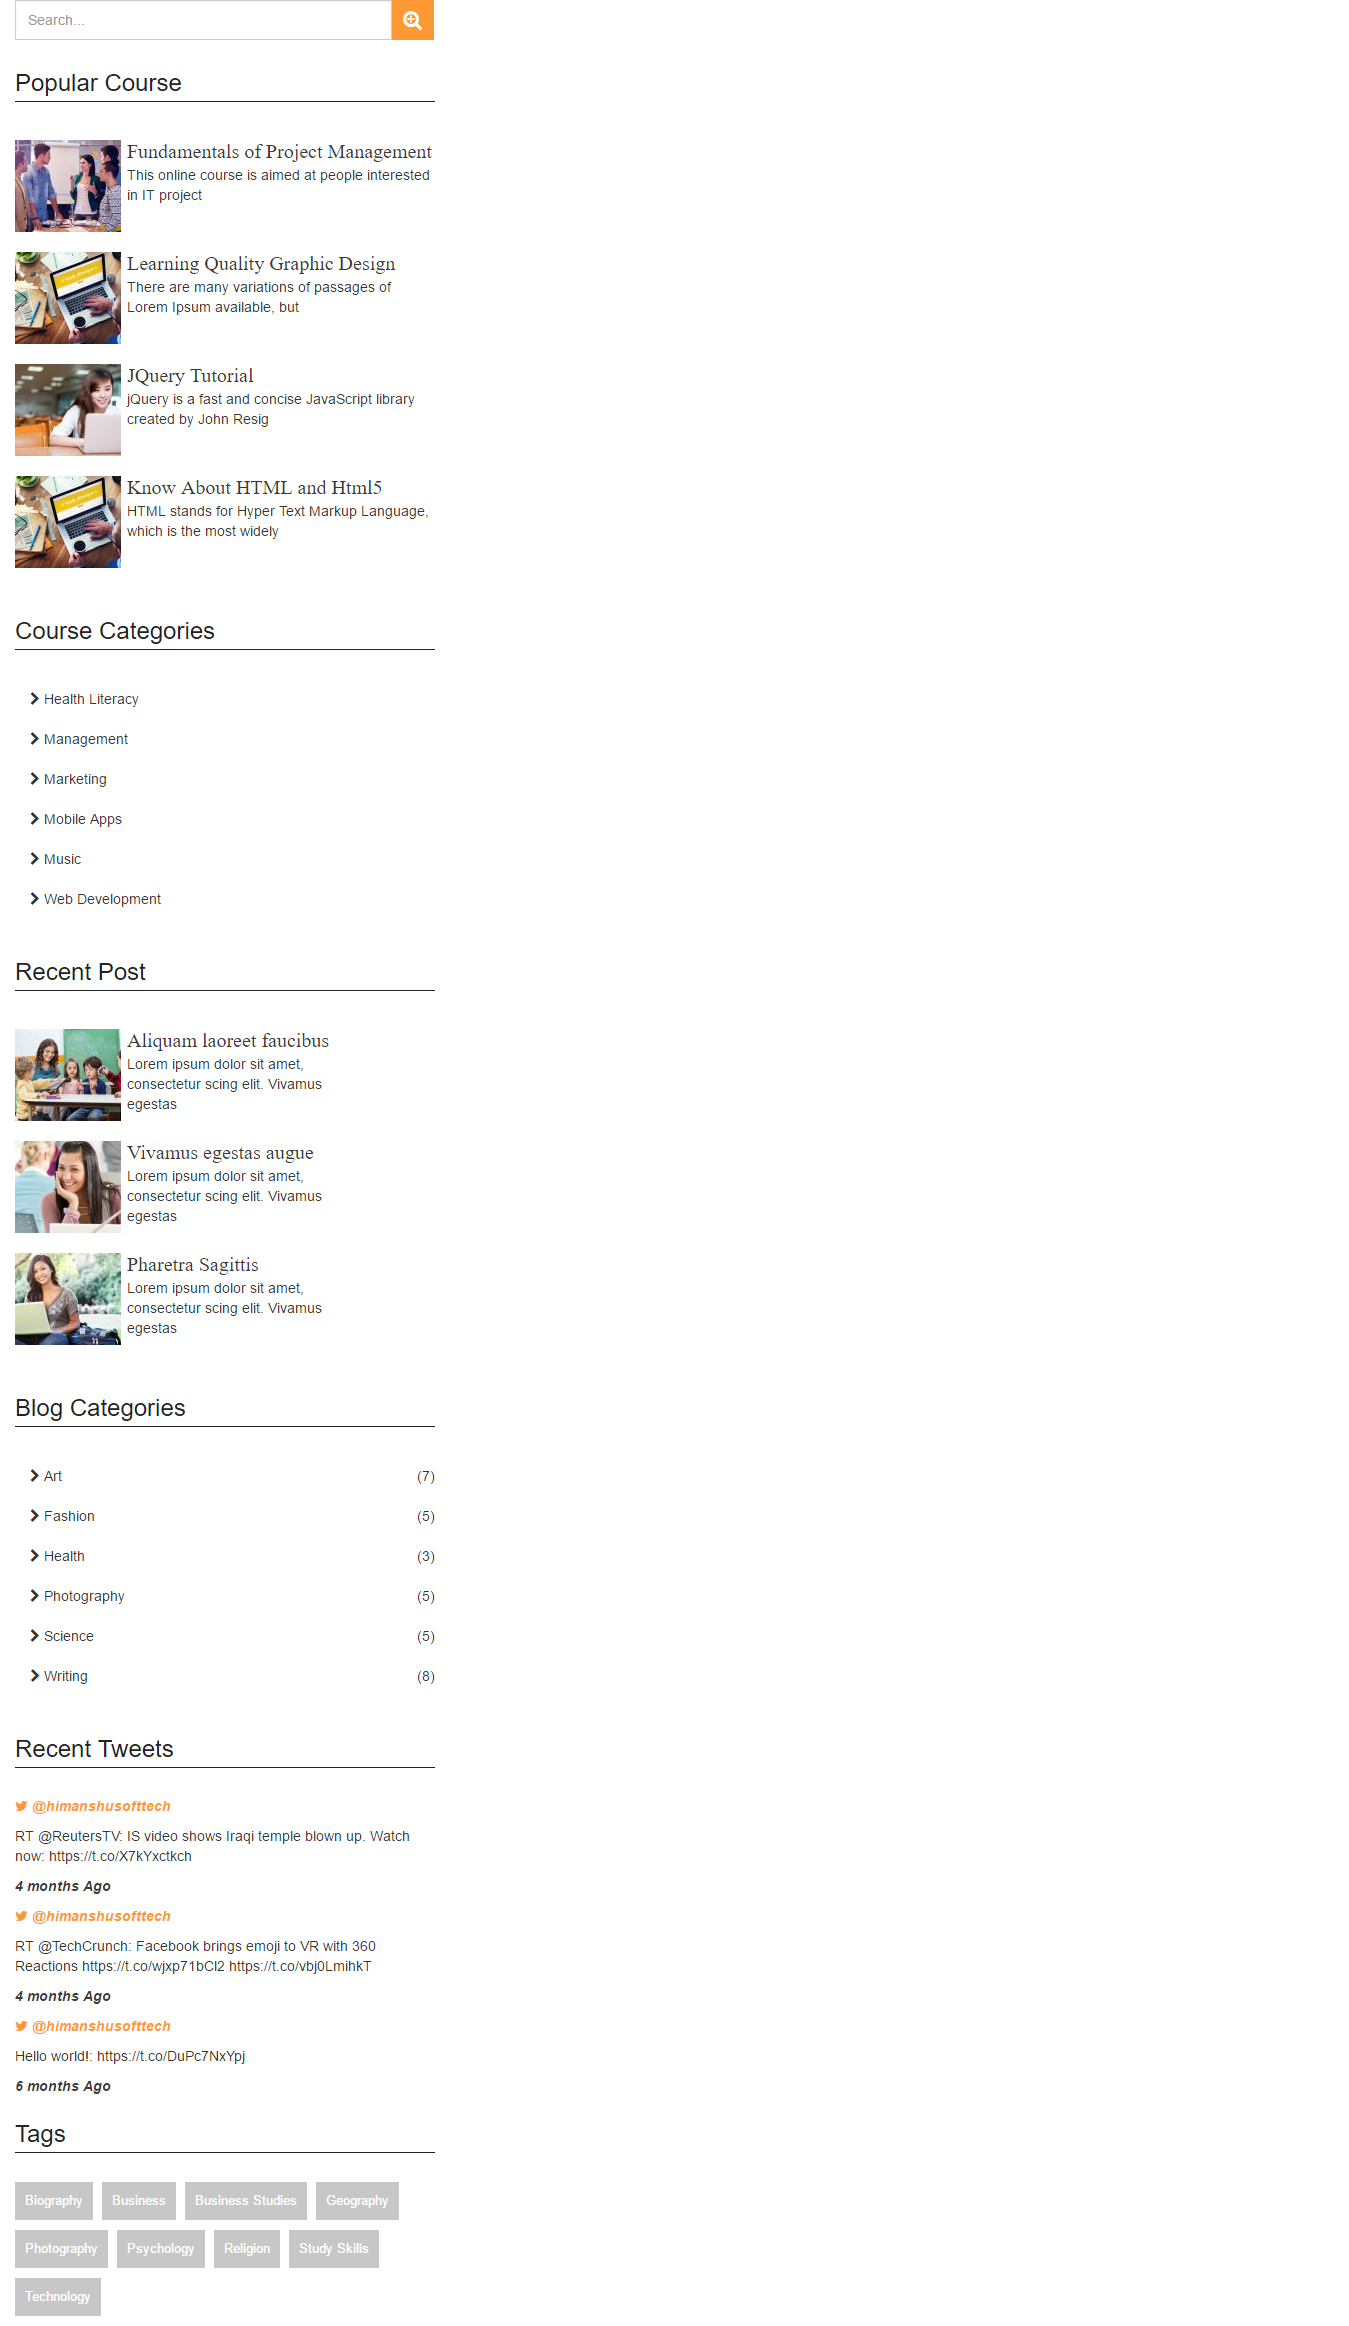 Search...
Popular Course
Fundamentals of Project Management
This online course is aimed at people interested
in IT project
Learning Quality Graphic Design
There are many variations of passages of
Lorem Ipsum available, but
JQuery Tutorial
jQuery is a fast and concise JavaScript library
created by John Resig
Know About HTML and Html5
HTML stands for Hyper Text Markup Language,
which is the most widely
Course Categories
Health Literacy
Management
Marketing
Mobile Apps
Music
Web Development
Recent Post
Aliquam laoreet faucibus
Lorem ipsum dolor sit amet,
consectetur scing elit. Vivamus
egestas
Vivamus egestas augue
Lorem ipsum dolor sit amet,
consectetur scing elit. Vivamus
egestas
Pharetra Sagittis
Lorem ipsum dolor sit amet,
consectetur scing elit. Vivamus
egestas
Blog Categories
Art (7)
Fashion (5)
Health (3)
Photography (5)
Science (5)
Writing (8)
Recent Tweets
@himanshusofttech
RT @ReutersTV: IS video shows Iraqi temple blown up. Watch
now: https://t.co/X7kYxctkch
4 months Ago
@himanshusofttech
RT @TechCrunch: Facebook brings emoji to VR with 360
Reactions https://t.co/wjxp71bCl2 https://t.co/vbj0LmihkT
4 months Ago
@himanshusofttech
Hello world!: https://t.co/DuPc7NxYpj
6 months Ago
Tags
Biography Business Business Studies Geography
Photography Psychology Religion Study Skills
Technology